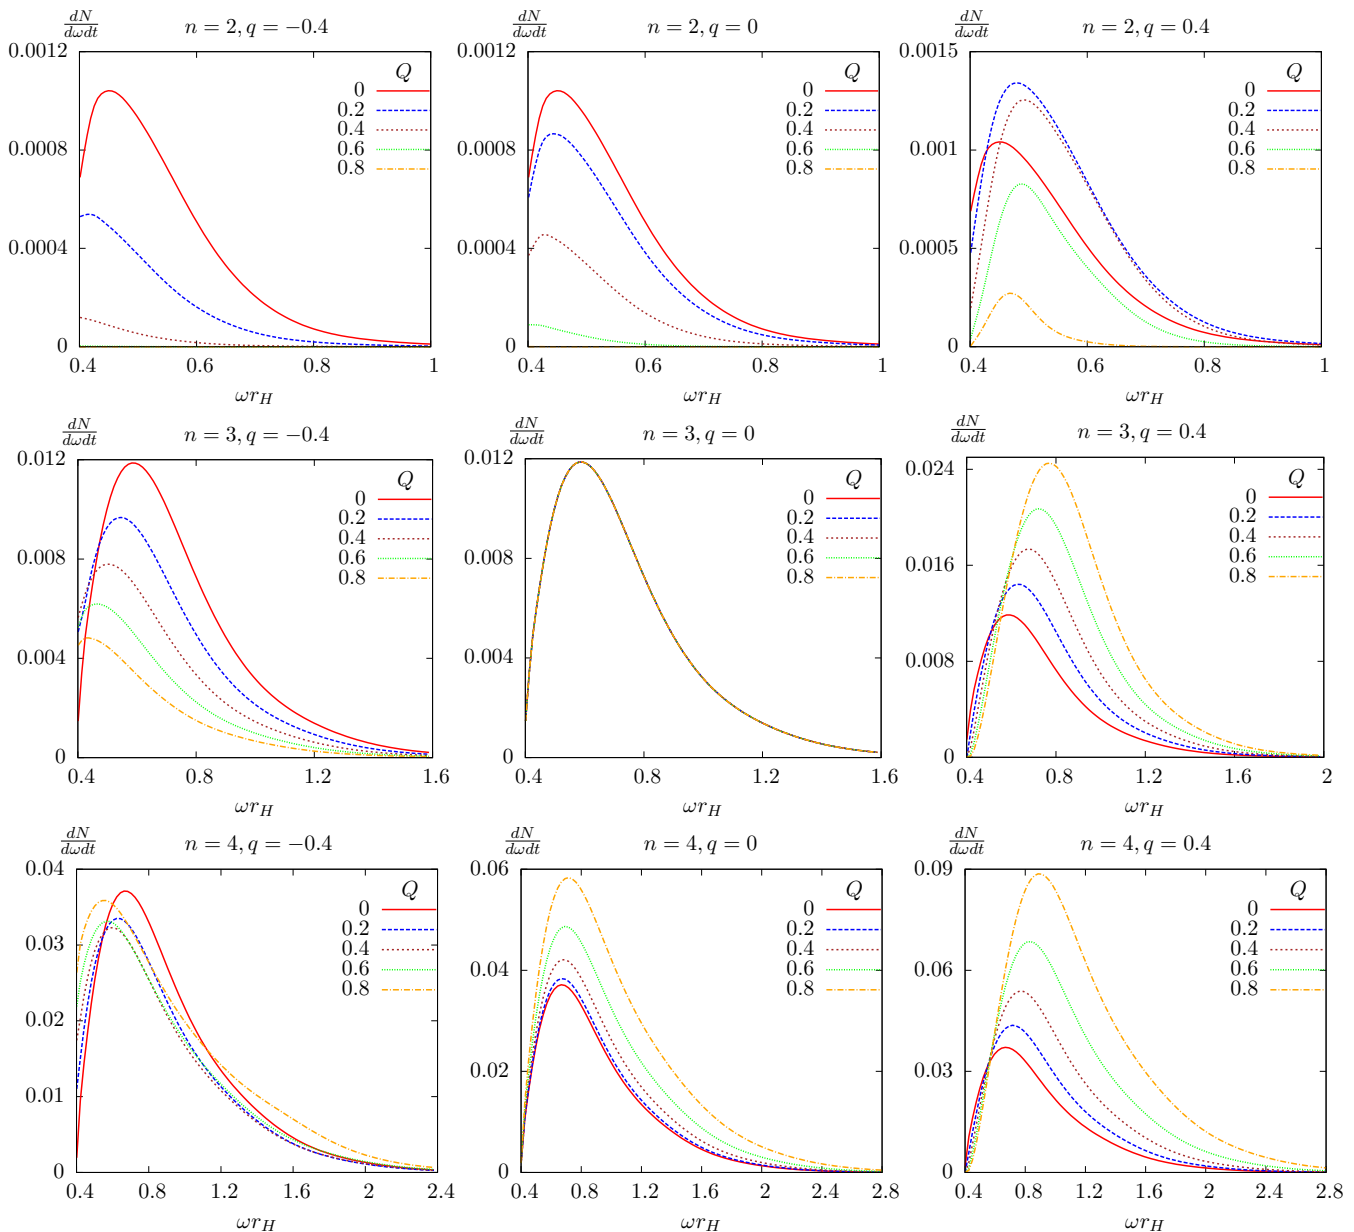 dN/dωdt n = 2, q = −0.4
0.0012
0.0008
0.0004
0
Q
0
0.2
0.4
0.6
0.8
0.4 0.6 0.8 1
ωr_H
dN/dωdt n = 2, q = 0
0.0012
0.0008
0.0004
0
Q
0
0.2
0.4
0.6
0.8
0.4 0.6 0.8 1
ωr_H
dN/dωdt n = 2, q = 0.4
0.0015
0.001
0.0005
0
Q
0
0.2
0.4
0.6
0.8
0.4 0.6 0.8 1
ωr_H
dN/dωdt n = 3, q = −0.4
0.012
0.008
0.004
0
Q
0
0.2
0.4
0.6
0.8
0.4 0.8 1.2 1.6
ωr_H
dN/dωdt n = 3, q = 0
0.012
0.008
0.004
0
Q
0
0.2
0.4
0.6
0.8
0.4 0.8 1.2 1.6
ωr_H
dN/dωdt n = 3, q = 0.4
0.024
0.016
0.008
0
Q
0
0.2
0.4
0.6
0.8
0.4 0.8 1.2 1.6 2
ωr_H
dN/dωdt n = 4, q = −0.4
0.04
0.03
0.02
0.01
0
Q
0
0.2
0.4
0.6
0.8
0.4 0.8 1.2 1.6 2 2.4
ωr_H
dN/dωdt n = 4, q = 0
0.06
0.04
0.02
0
Q
0
0.2
0.4
0.6
0.8
0.4 0.8 1.2 1.6 2 2.4 2.8
ωr_H
dN/dωdt n = 4, q = 0.4
0.09
0.06
0.03
0
Q
0
0.2
0.4
0.6
0.8
0.4 0.8 1.2 1.6 2 2.4 2.8
ωr_H